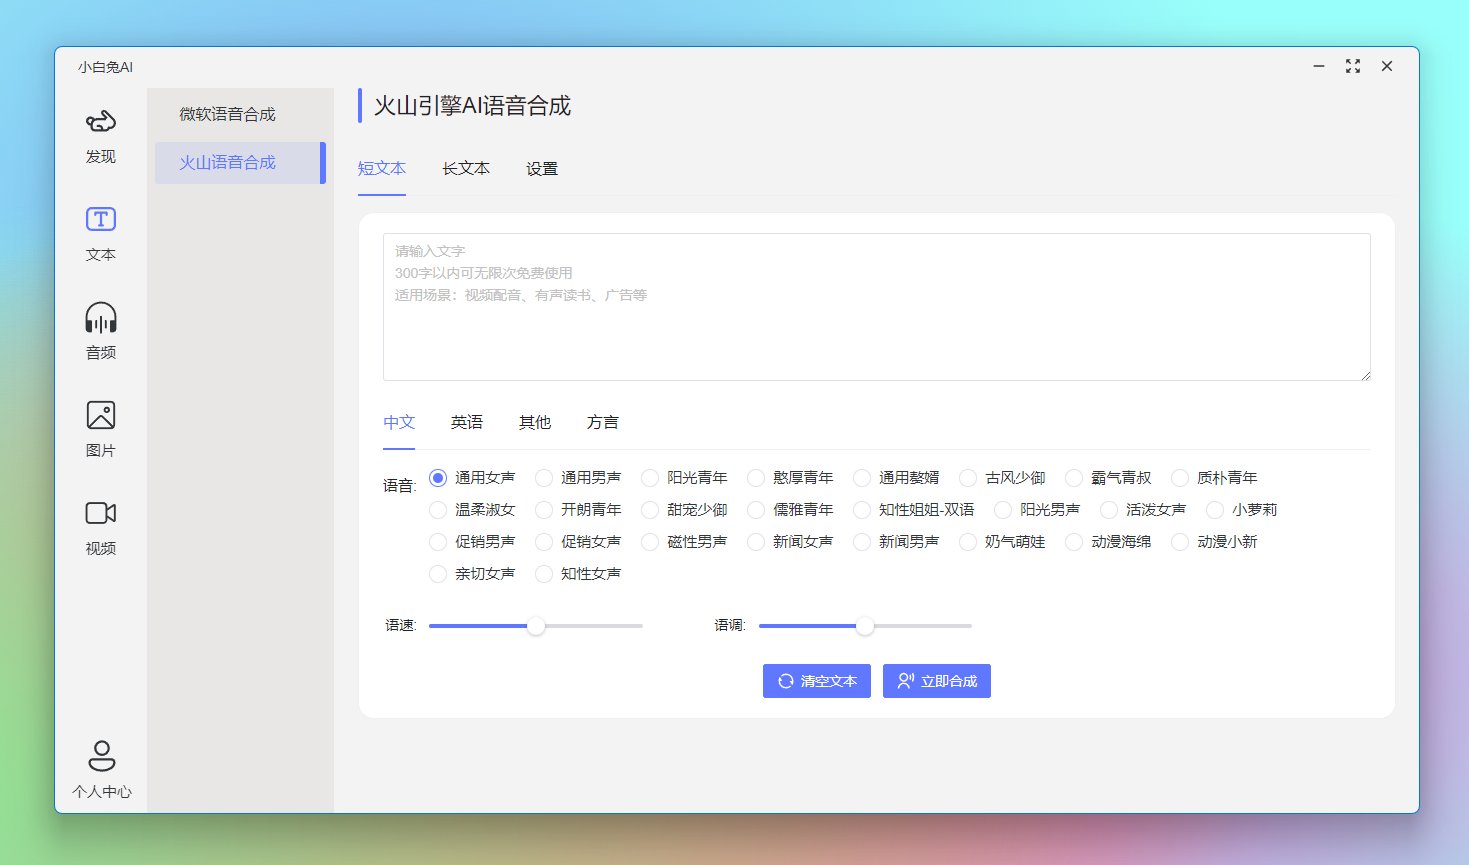 小白兔AI
发现
文本
音频
图片
视频
个人中心
微软语音合成
火山语音合成
火山引擎AI语音合成
短文本 长文本 设置
请输入文字
300字以内可无限次免费使用
适用场景：视频配音、有声读书、广告等
中文 英语 其他 方言
语音: 通用女声 通用男声 阳光青年 憨厚青年 通用赘婿 古风少御 霸气青叔 质朴青年
温柔淑女 开朗青年 甜宠少御 儒雅青年 知性姐姐-双语 阳光男声 活泼女声 小萝莉
促销男声 促销女声 磁性男声 新闻女声 新闻男声 奶气萌娃 动漫海绵 动漫小新
亲切女声 知性女声
语速: 语调:
清空文本 立即合成